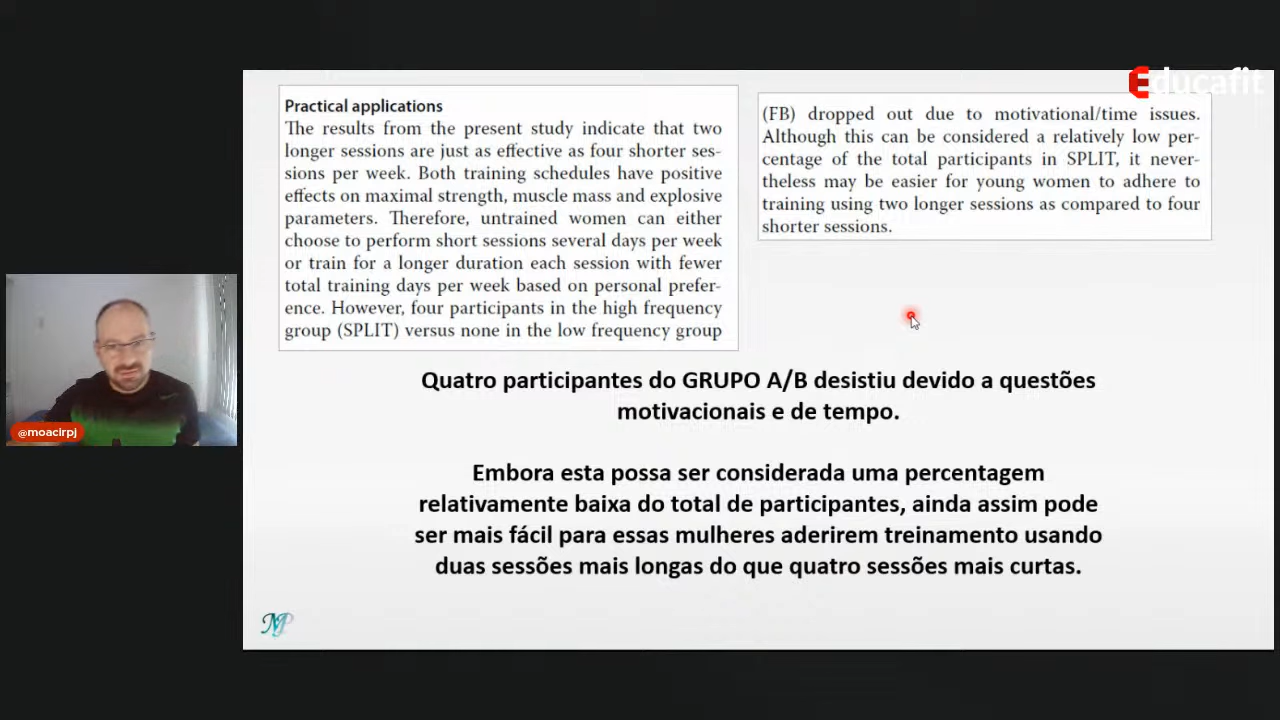 Educafit
Practical applications
The results from the present study indicate that two
longer sessions are just as effective as four shorter ses-
sions per week. Both training schedules have positive
effects on maximal strength, muscle mass and explosive
parameters. Therefore, untrained women can either
choose to perform short sessions several days per week
or train for a longer duration each session with fewer
total training days per week based on personal prefer-
ence. However, four participants in the high frequency
group (SPLIT) versus none in the low frequency group
(FB) dropped out due to motivational/time issues.
Although this can be considered a relatively low per-
centage of the total participants in SPLIT, it never-
theless may be easier for young women to adhere to
training using two longer sessions as compared to four
shorter sessions.
Quatro participantes do GRUPO A/B desistiu devido a questões
motivacionais e de tempo.
Embora esta possa ser considerada uma percentagem
relativamente baixa do total de participantes, ainda assim pode
ser mais fácil para essas mulheres aderirem treinamento usando
duas sessões mais longas do que quatro sessões mais curtas.
@moacirpj
MP